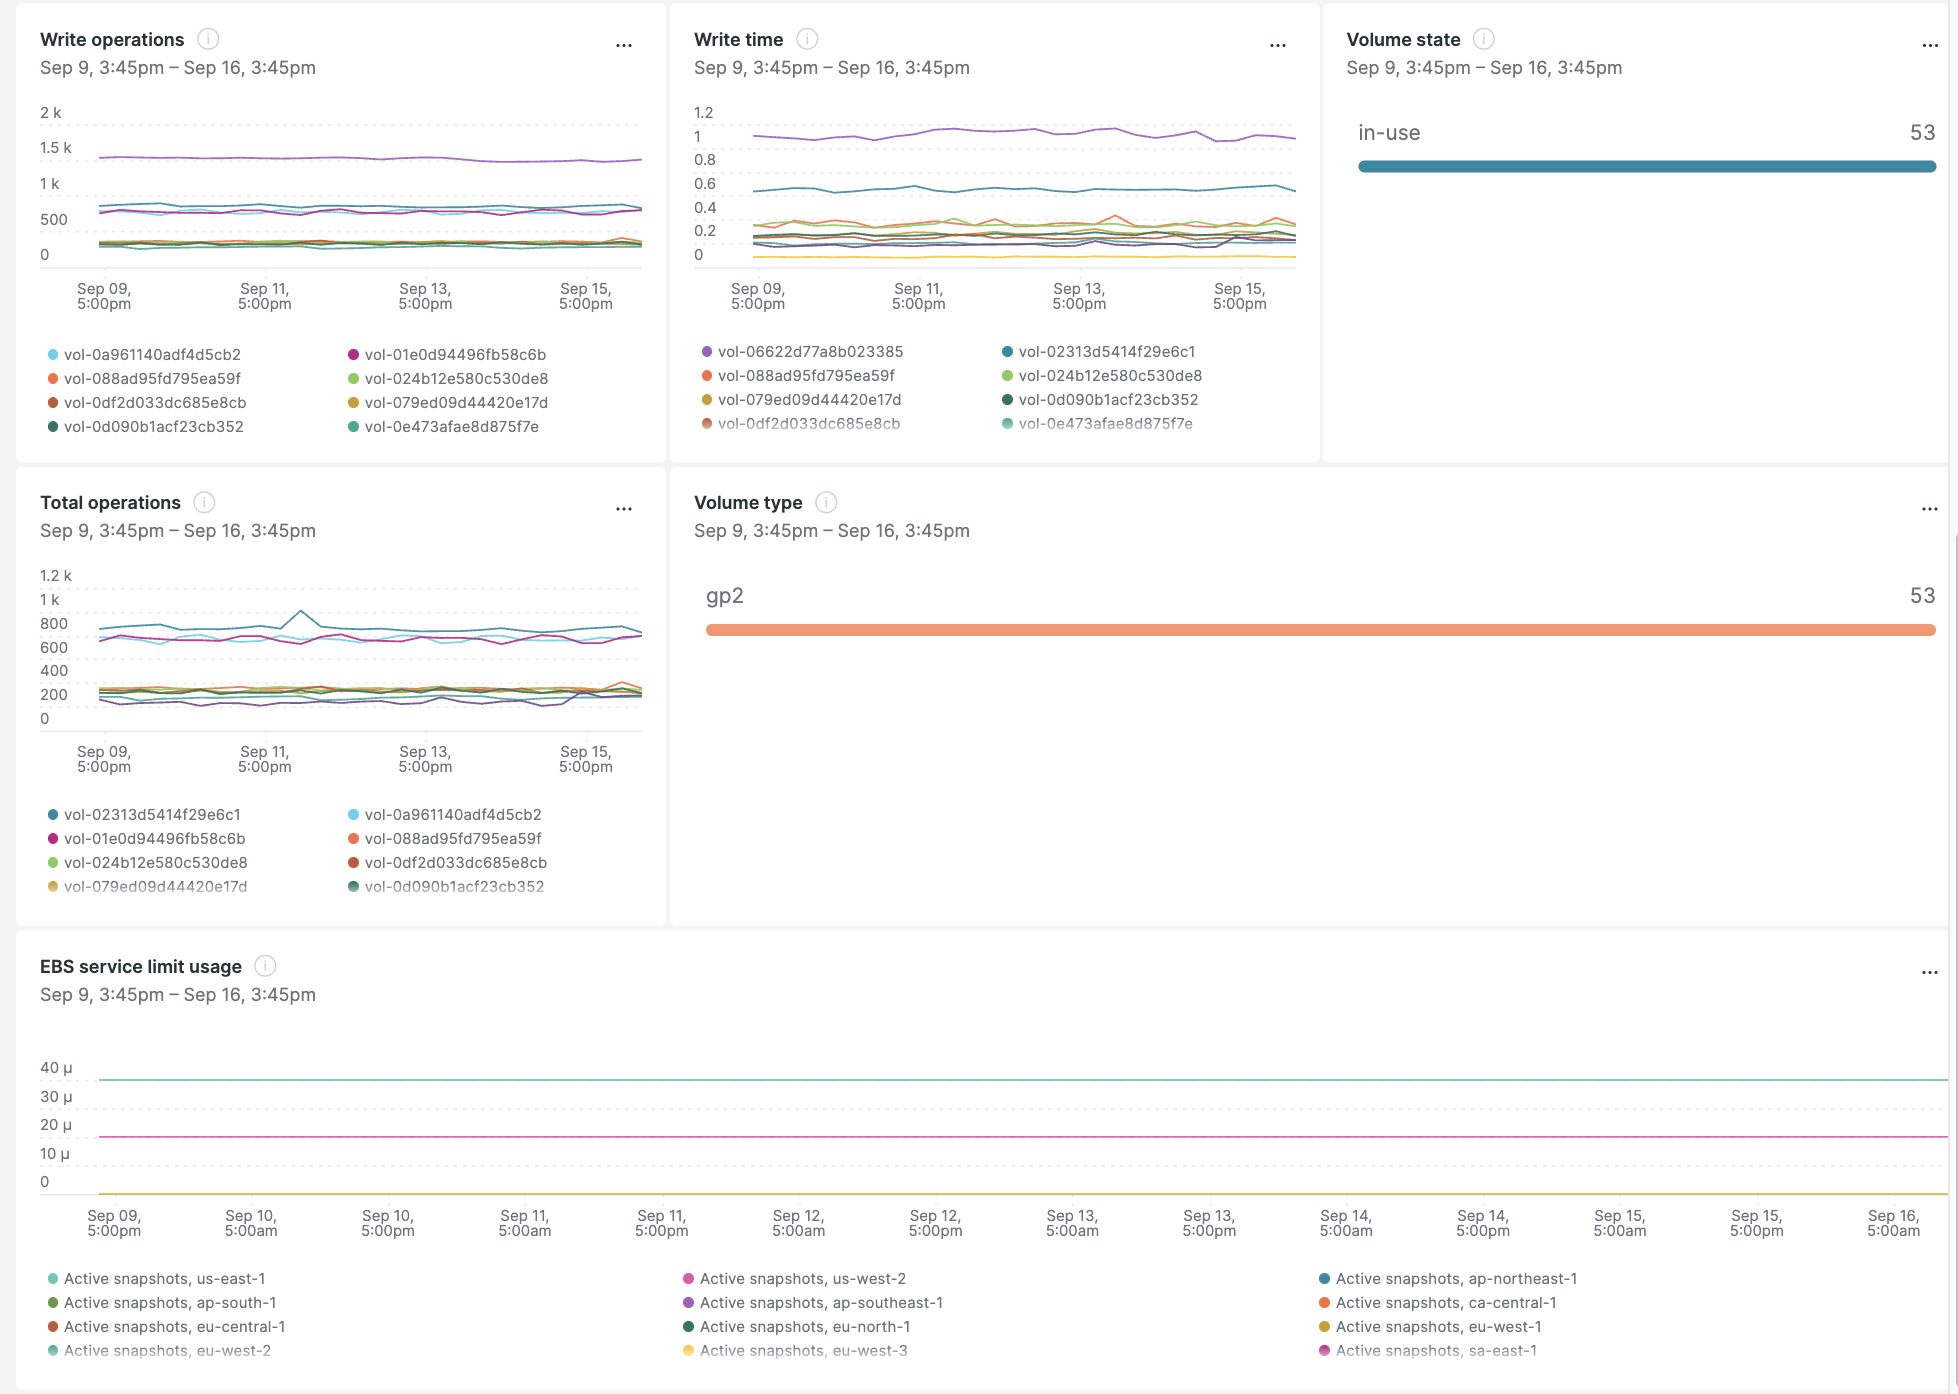 Write operations
Sep 9, 3:45pm – Sep 16, 3:45pm
2 k
1.5 k
1 k
500
0
Sep 09, 5:00pm
Sep 11, 5:00pm
Sep 13, 5:00pm
Sep 15, 5:00pm
vol-0a961140adf4d5cb2
vol-01e0d94496fb58c6b
vol-088ad95fd795ea59f
vol-024b12e580c530de8
vol-0df2d033dc685e8cb
vol-079ed09d44420e17d
vol-0d090b1acf23cb352
vol-0e473afae8d875f7e
Write time
Sep 9, 3:45pm – Sep 16, 3:45pm
1.2
1
0.8
0.6
0.4
0.2
0
Sep 09, 5:00pm
Sep 11, 5:00pm
Sep 13, 5:00pm
Sep 15, 5:00pm
vol-06622d77a8b023385
vol-02313d5414f29e6c1
vol-088ad95fd795ea59f
vol-024b12e580c530de8
vol-079ed09d44420e17d
vol-0d090b1acf23cb352
vol-0df2d033dc685e8cb
vol-0e473afae8d875f7e
Volume state
Sep 9, 3:45pm – Sep 16, 3:45pm
in-use 53
Total operations
Sep 9, 3:45pm – Sep 16, 3:45pm
1.2 k
1 k
800
600
400
200
0
Sep 09, 5:00pm
Sep 11, 5:00pm
Sep 13, 5:00pm
Sep 15, 5:00pm
vol-02313d5414f29e6c1
vol-0a961140adf4d5cb2
vol-01e0d94496fb58c6b
vol-088ad95fd795ea59f
vol-024b12e580c530de8
vol-0df2d033dc685e8cb
vol-079ed09d44420e17d
vol-0d090b1acf23cb352
Volume type
Sep 9, 3:45pm – Sep 16, 3:45pm
gp2 53
EBS service limit usage
Sep 9, 3:45pm – Sep 16, 3:45pm
40 μ
30 μ
20 μ
10 μ
0
Sep 09, 5:00pm
Sep 10, 5:00am
Sep 10, 5:00pm
Sep 11, 5:00am
Sep 11, 5:00pm
Sep 12, 5:00am
Sep 12, 5:00pm
Sep 13, 5:00am
Sep 13, 5:00pm
Sep 14, 5:00am
Sep 14, 5:00pm
Sep 15, 5:00am
Sep 15, 5:00pm
Sep 16, 5:00am
Active snapshots, us-east-1
Active snapshots, us-west-2
Active snapshots, ap-northeast-1
Active snapshots, ap-south-1
Active snapshots, ap-southeast-1
Active snapshots, ca-central-1
Active snapshots, eu-central-1
Active snapshots, eu-north-1
Active snapshots, eu-west-1
Active snapshots, eu-west-2
Active snapshots, eu-west-3
Active snapshots, sa-east-1